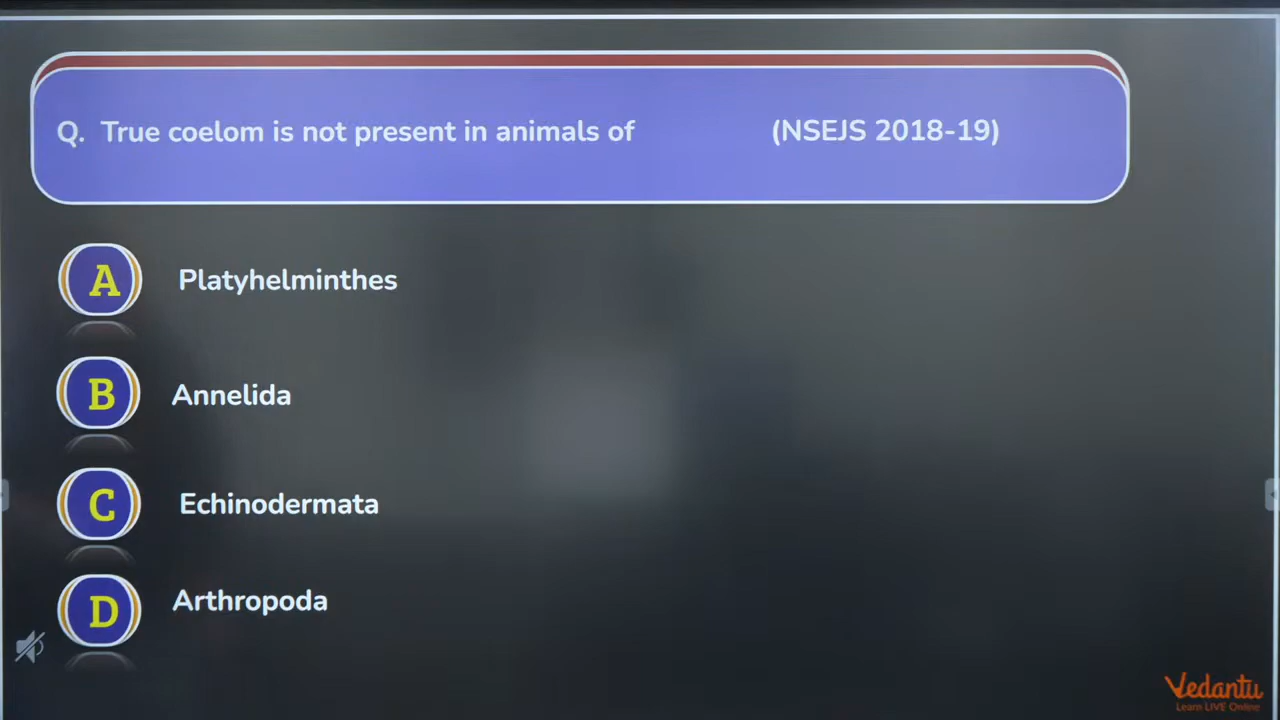 Q. True coelom is not present in animals of (NSEJS 2018-19)
A Platyhelminthes
B Annelida
C Echinodermata
D Arthropoda
Vedantu
Learn LIVE Online